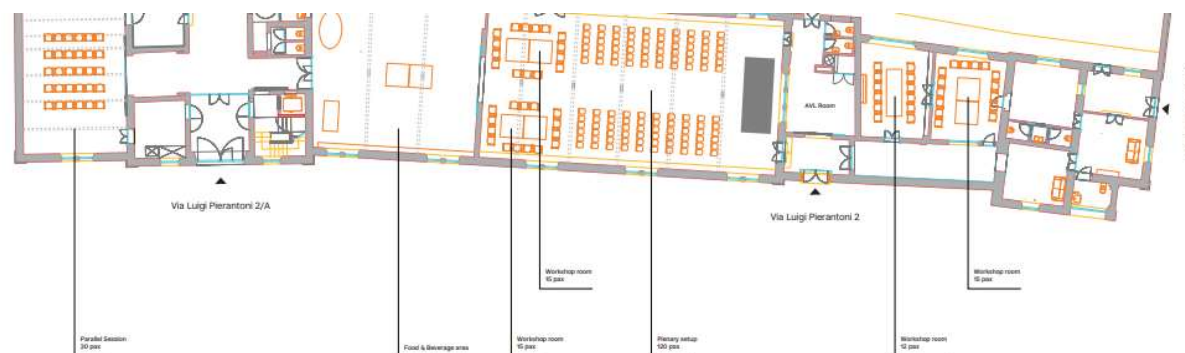 AVL Room
Via Luigi Pierantoni 2/A
Via Luigi Pierantoni 2
Workshop room
15 pax
Workshop room
15 pax
Parallel Session
30 pax
Food & Beverage area
Workshop room
15 pax
Plenary setup
120 pax
Workshop room
12 pax